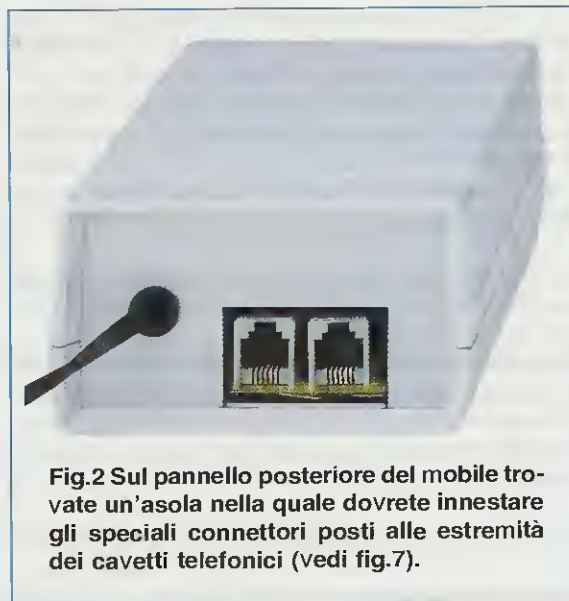 Fig.2 Sul pannello posteriore del mobile tro-
vate un'asola nella quale dovrete innestare
gli speciali connettori posti alle estremità
dei cavetti telefonici (vedi fig.7).